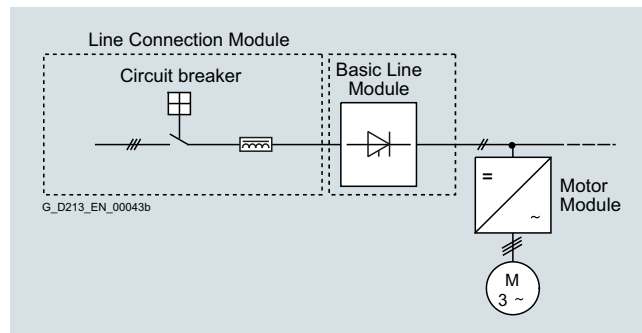 Line Connection Module
Circuit breaker
Basic Line
Module
G_D213_EN_00043b
=
~
Motor
Module
M
3 ~